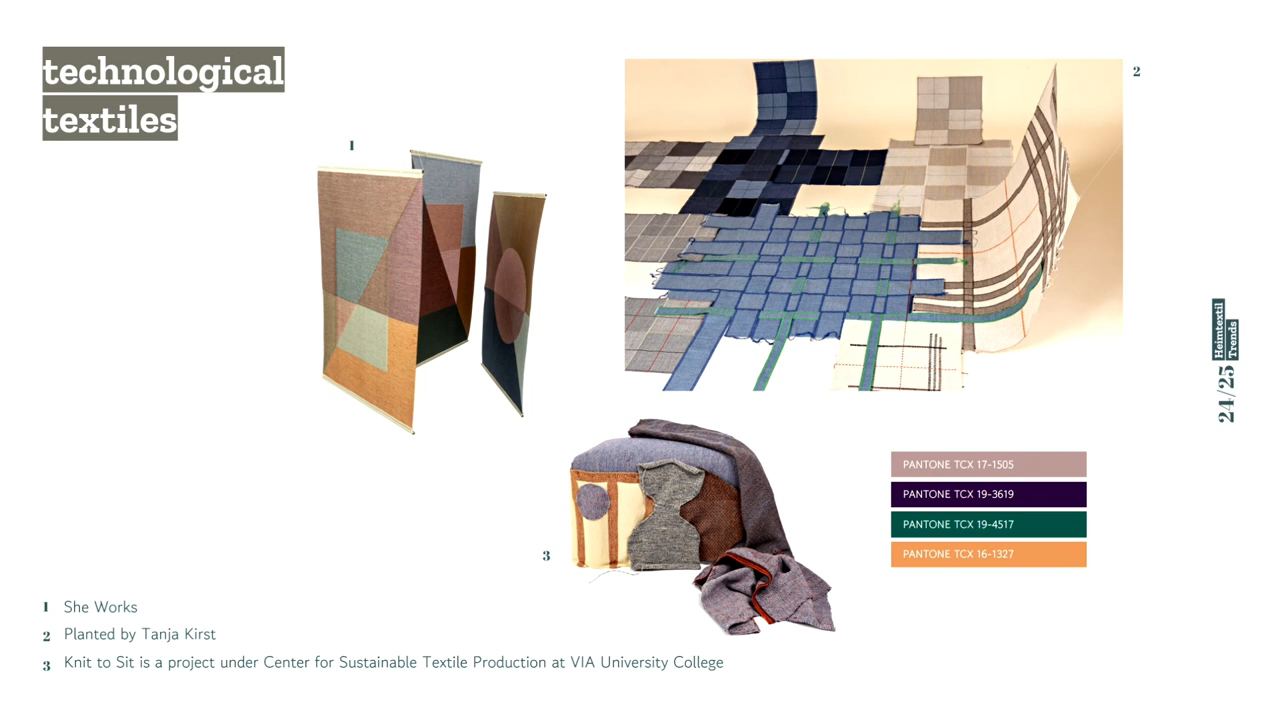 technological
textiles
1
2
3
PANTONE TCX 17-1505
PANTONE TCX 19-3619
PANTONE TCX 19-4517
PANTONE TCX 16-1327
1 She Works
2 Planted by Tanja Kirst
3 Knit to Sit is a project under Center for Sustainable Textile Production at VIA University College
24/25 Heimtextil
Trends